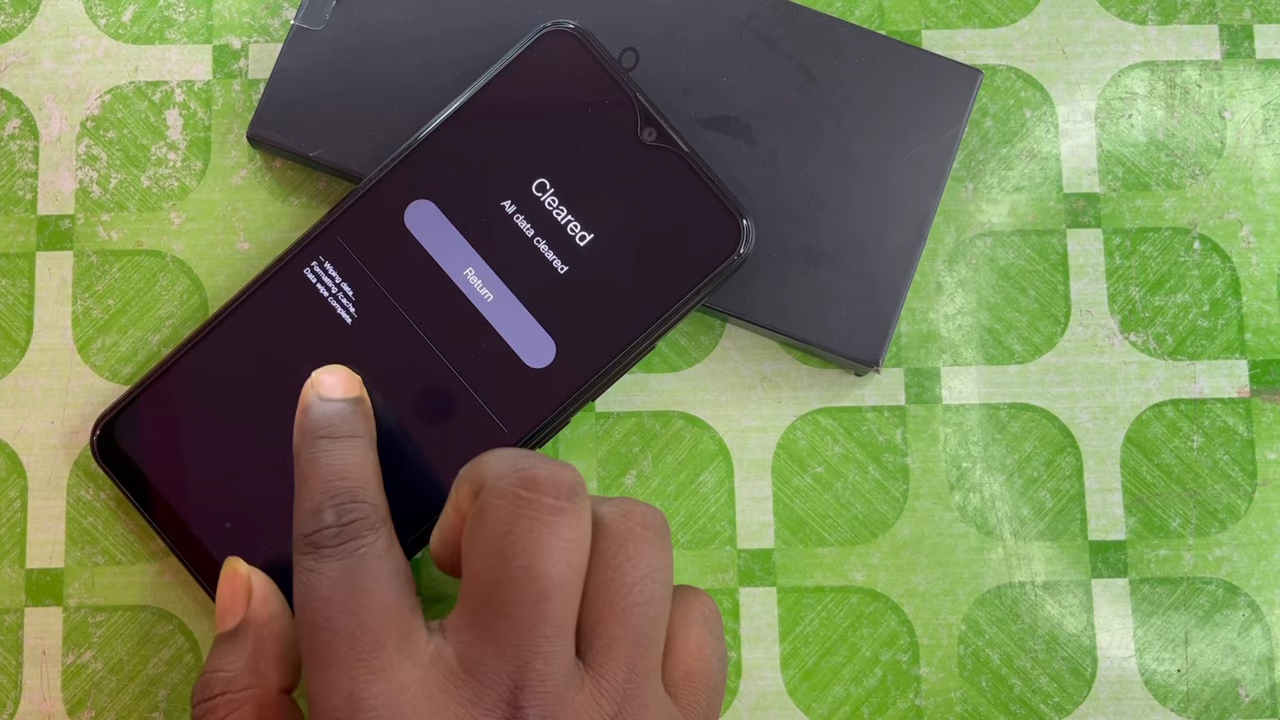 Cleared
All data cleared
Return
-- Wiping data...
Formatting /cache...
Data wipe complete.